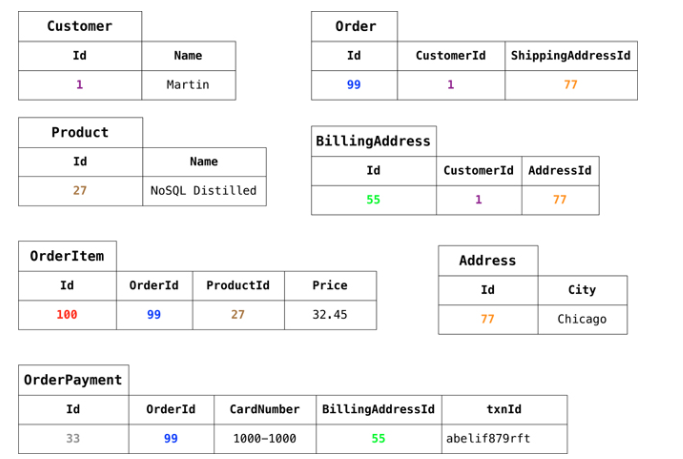 Customer
Id Name
1 Martin
Order
Id CustomerId ShippingAddressId
99 1 77
Product
Id Name
27 NoSQL Distilled
BillingAddress
Id CustomerId AddressId
55 1 77
OrderItem
Id OrderId ProductId Price
100 99 27 32.45
Address
Id City
77 Chicago
OrderPayment
Id OrderId CardNumber BillingAddressId txnId
33 99 1000-1000 55 abelif879rft